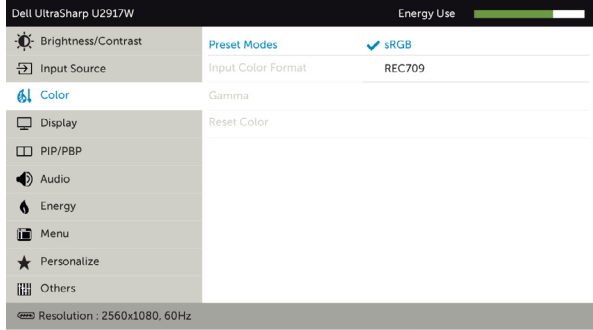 Dell UltraSharp U2917W Energy Use
Brightness/Contrast Preset Modes sRGB
Input Source Input Color Format REC709
Color Gamma
Display Reset Color
PIP/PBP
Audio
Energy
Menu
Personalize
Others
Resolution : 2560x1080, 60Hz